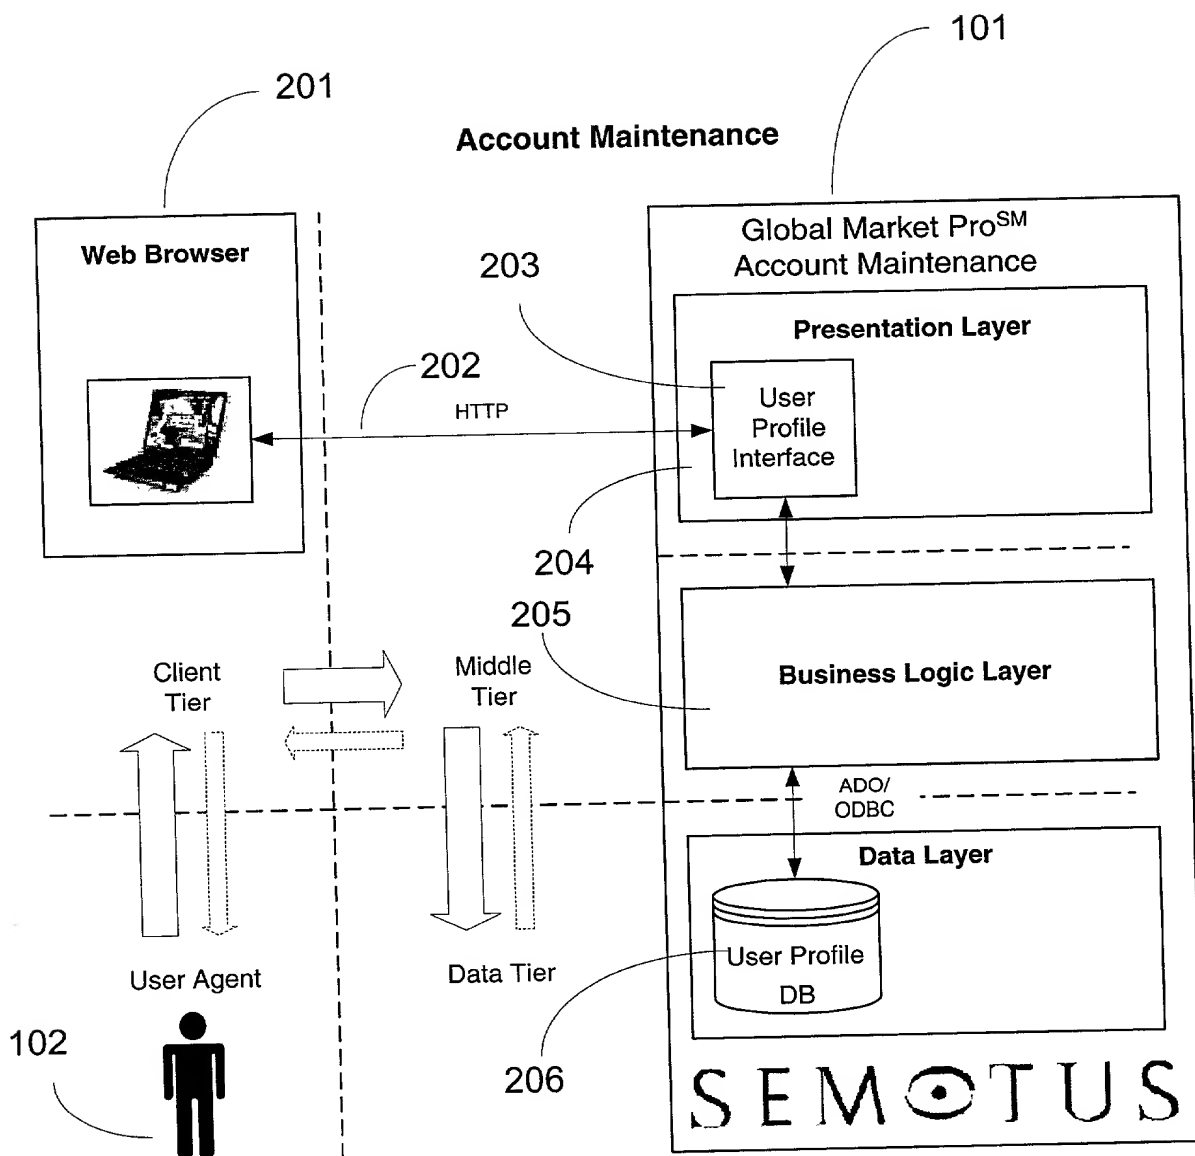 101
201
Account Maintenance
Web Browser
Global Market Pro℠
Account Maintenance
203
Presentation Layer
202
HTTP
User
Profile
Interface
204
205
Client
Tier
Middle
Tier
Business Logic Layer
ADO/
ODBC
Data Layer
User Agent
Data Tier
User Profile
DB
102
206
SEMOTUS